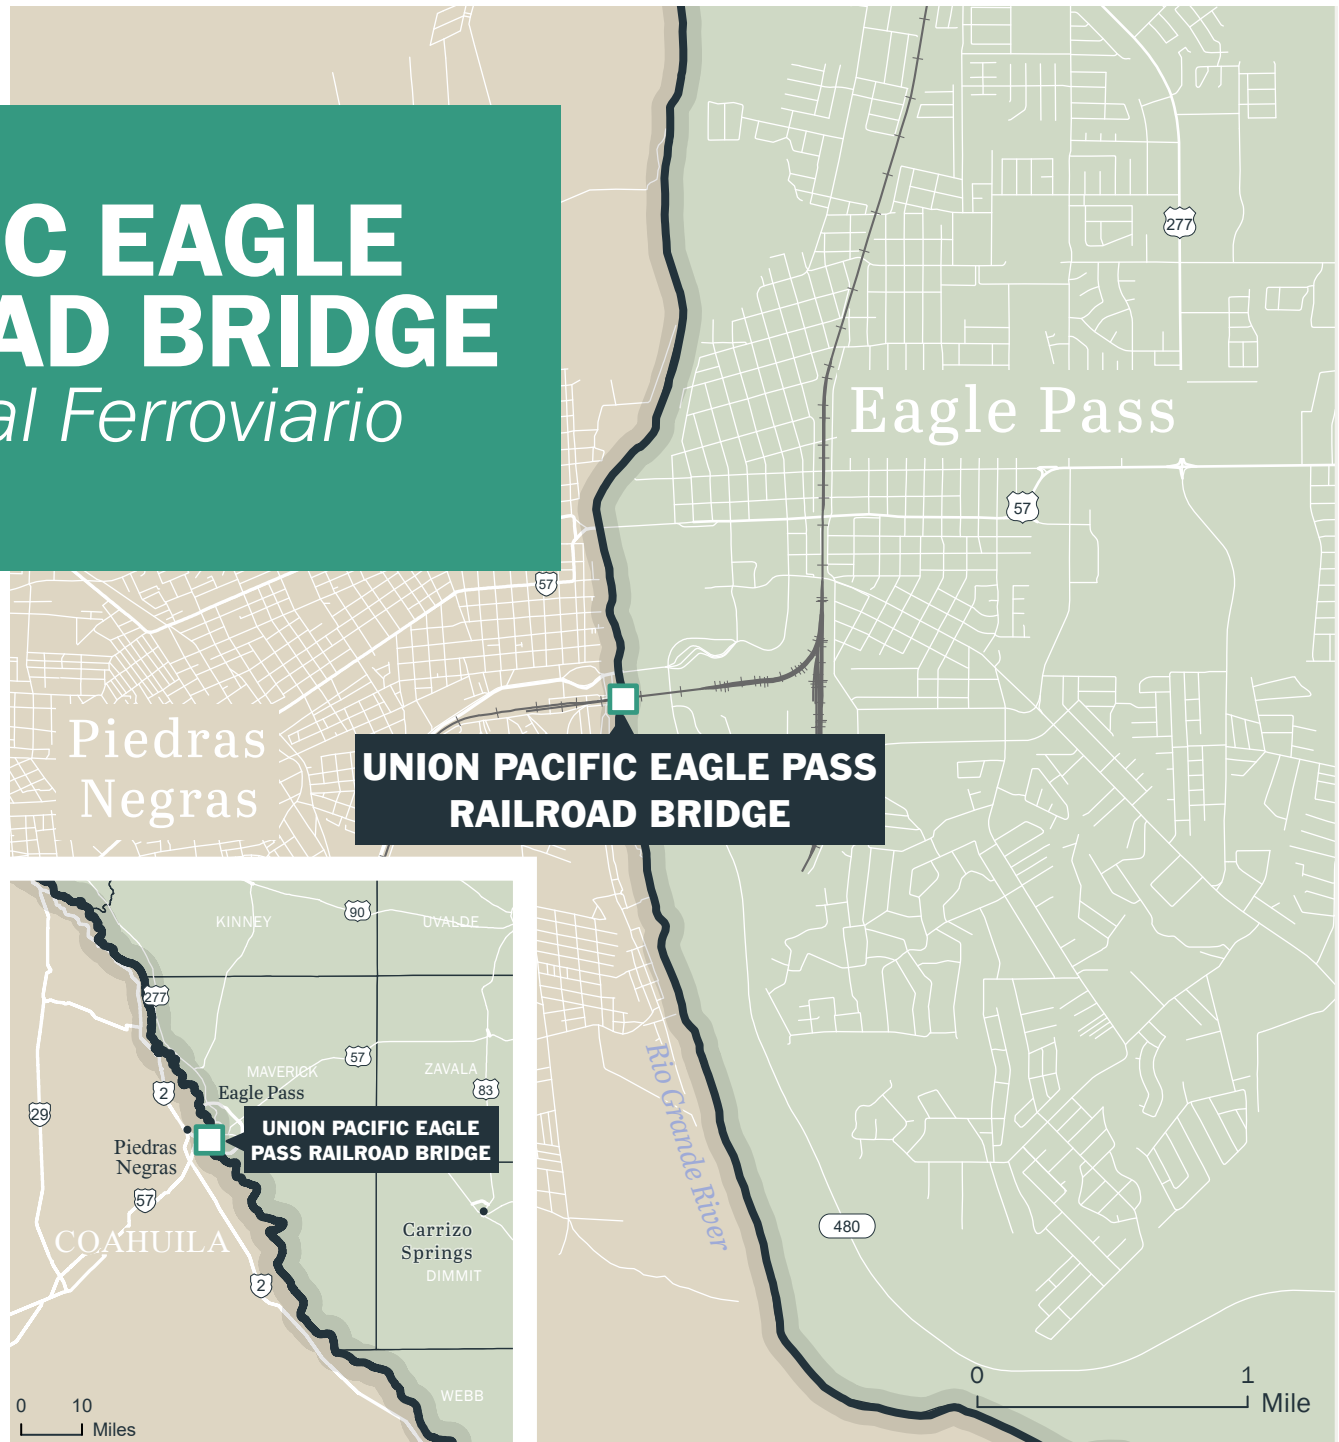 C EAGLE
AD BRIDGE
al Ferroviario
277
Eagle Pass
57
57
Piedras
Negras
UNION PACIFIC EAGLE PASS
RAILROAD BRIDGE
Rio Grande River
480
0 1
Mile
KINNEY
90
UVALDE
277
57
MAVERICK
ZAVALA
2
Eagle Pass
83
29
UNION PACIFIC EAGLE
PASS RAILROAD BRIDGE
Piedras
Negras
57
COAHUILA
Carrizo
Springs
DIMMIT
2
WEBB
0 10
Miles